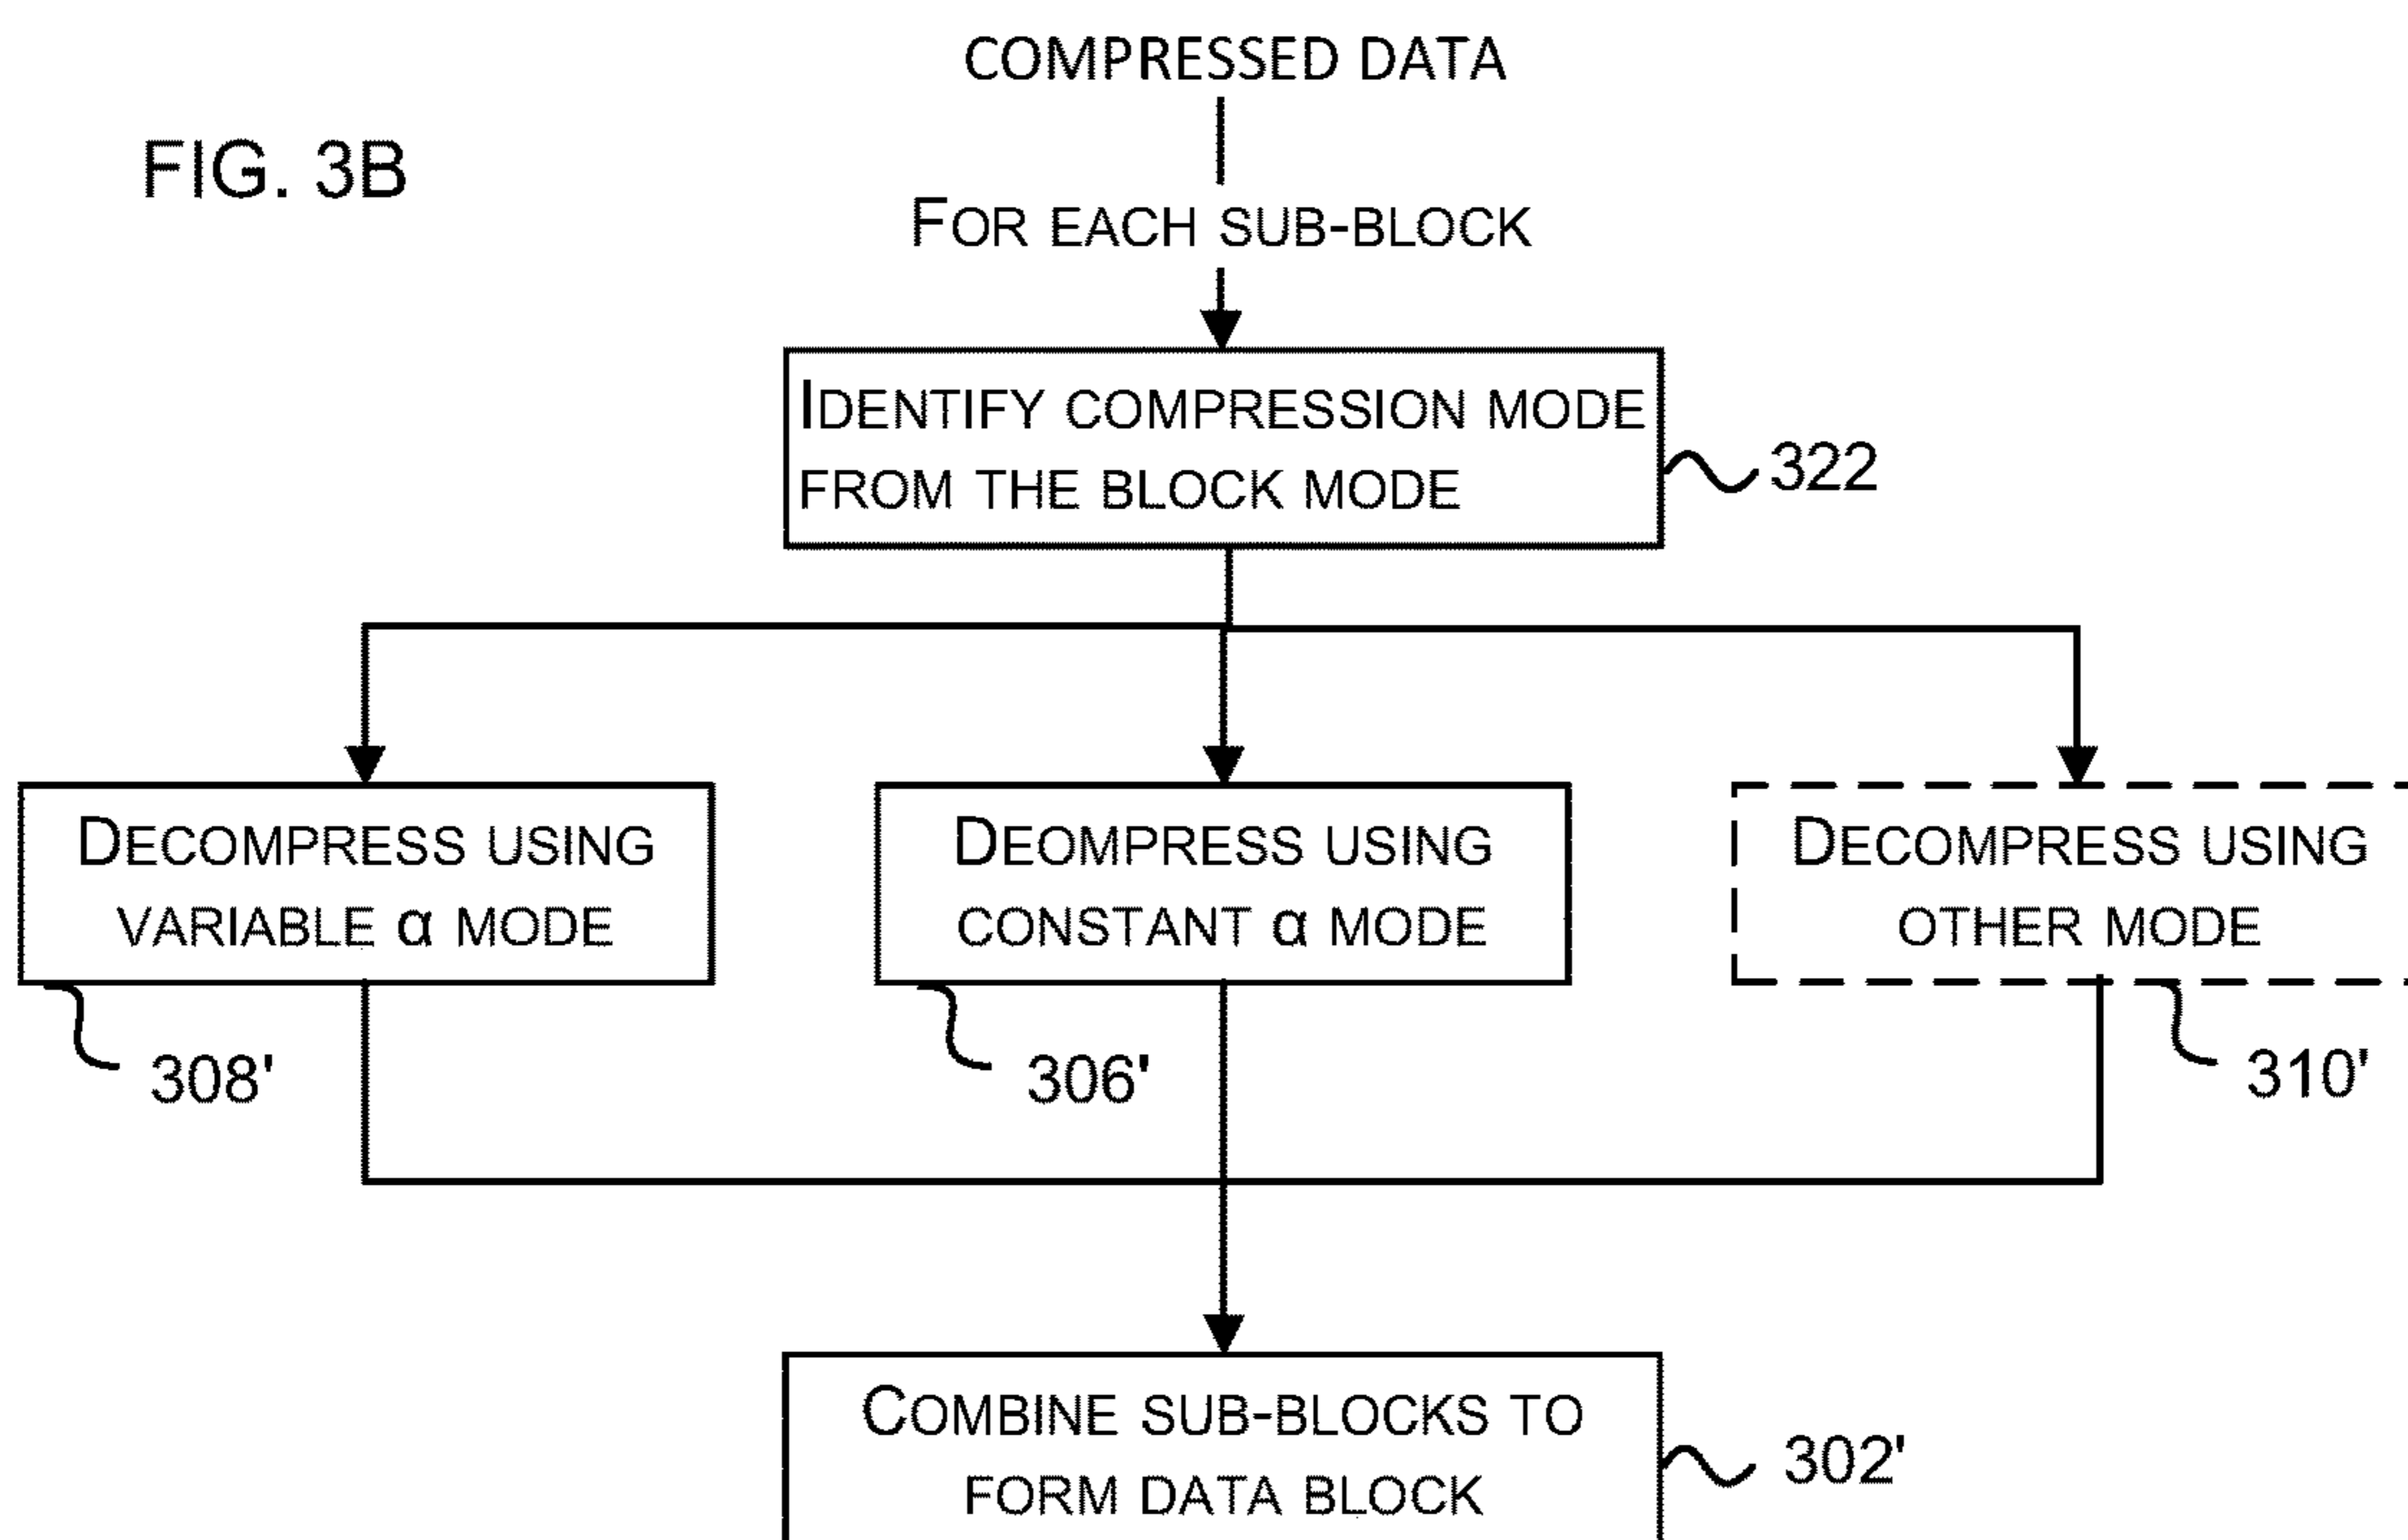 COMPRESSED DATA
FIG. 3B
FOR EACH SUB-BLOCK
IDENTIFY COMPRESSION MODE
FROM THE BLOCK MODE
322
DECOMPRESS USING
VARIABLE α MODE
308'
DEOMPRESS USING
CONSTANT α MODE
306'
DECOMPRESS USING
OTHER MODE
310'
COMBINE SUB-BLOCKS TO
FORM DATA BLOCK
302'